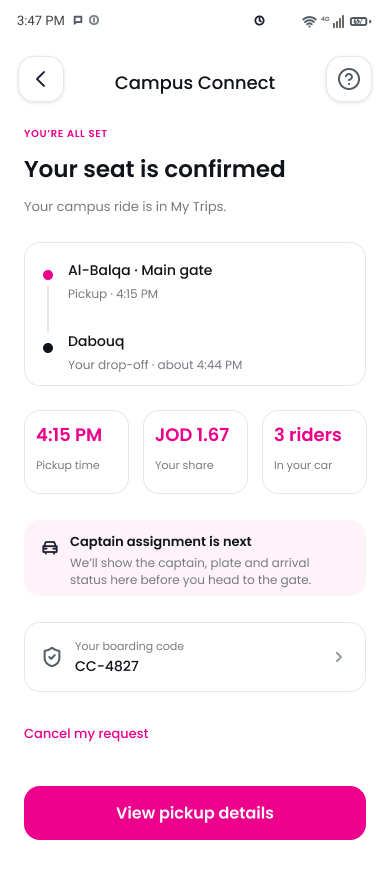 3:47 PM
4G
Campus Connect
YOU'RE ALL SET
Your seat is confirmed
Your campus ride is in My Trips.
Al-Balqa · Main gate
Pickup · 4:15 PM
Dabouq
Your drop-off · about 4:44 PM
4:15 PM
Pickup time
JOD 1.67
Your share
3 riders
In your car
Captain assignment is next
We'll show the captain, plate and arrival
status here before you head to the gate.
Your boarding code
CC-4827
Cancel my request
View pickup details